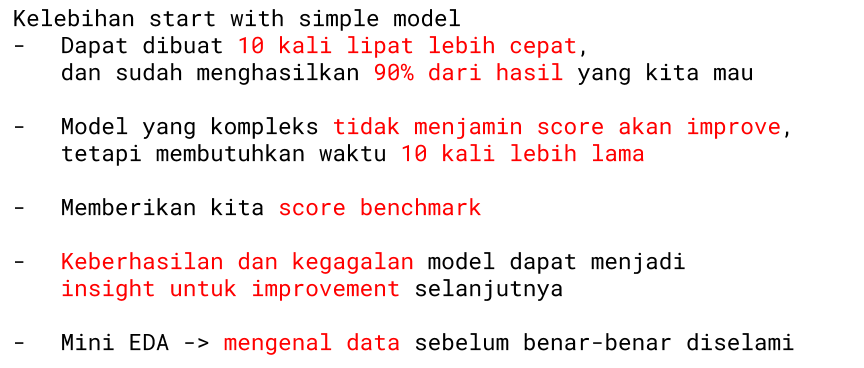 Kelebihan start with simple model
- Dapat dibuat 10 kali lipat lebih cepat,
dan sudah menghasilkan 90% dari hasil yang kita mau
- Model yang kompleks tidak menjamin score akan improve,
tetapi membutuhkan waktu 10 kali lebih lama
- Memberikan kita score benchmark
- Keberhasilan dan kegagalan model dapat menjadi
insight untuk improvement selanjutnya
- Mini EDA -> mengenal data sebelum benar-benar diselami